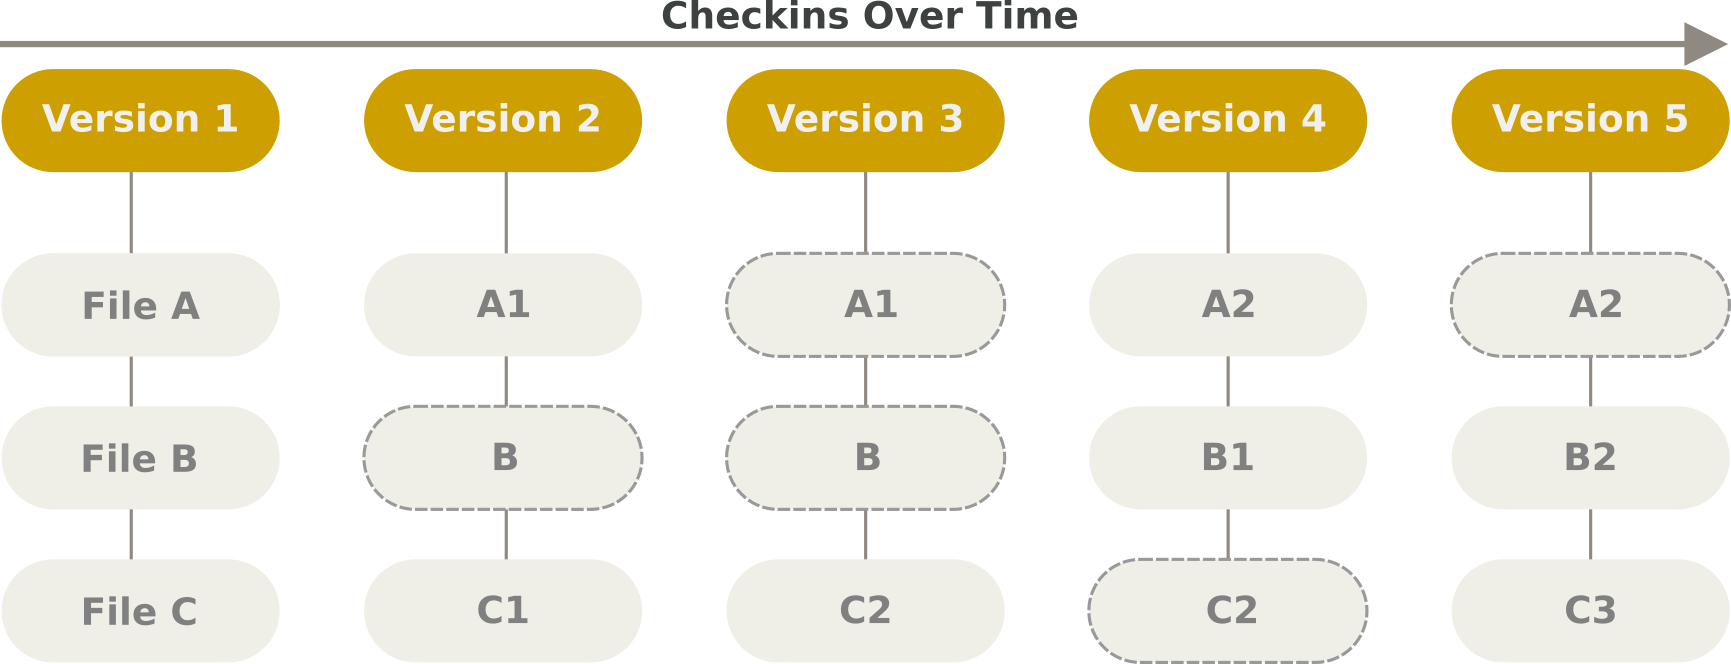 Checkins Over Time
Version 1
Version 2
Version 3
Version 4
Version 5
File A
A1
A1
A2
A2
File B
B
B
B1
B2
File C
C1
C2
C2
C3